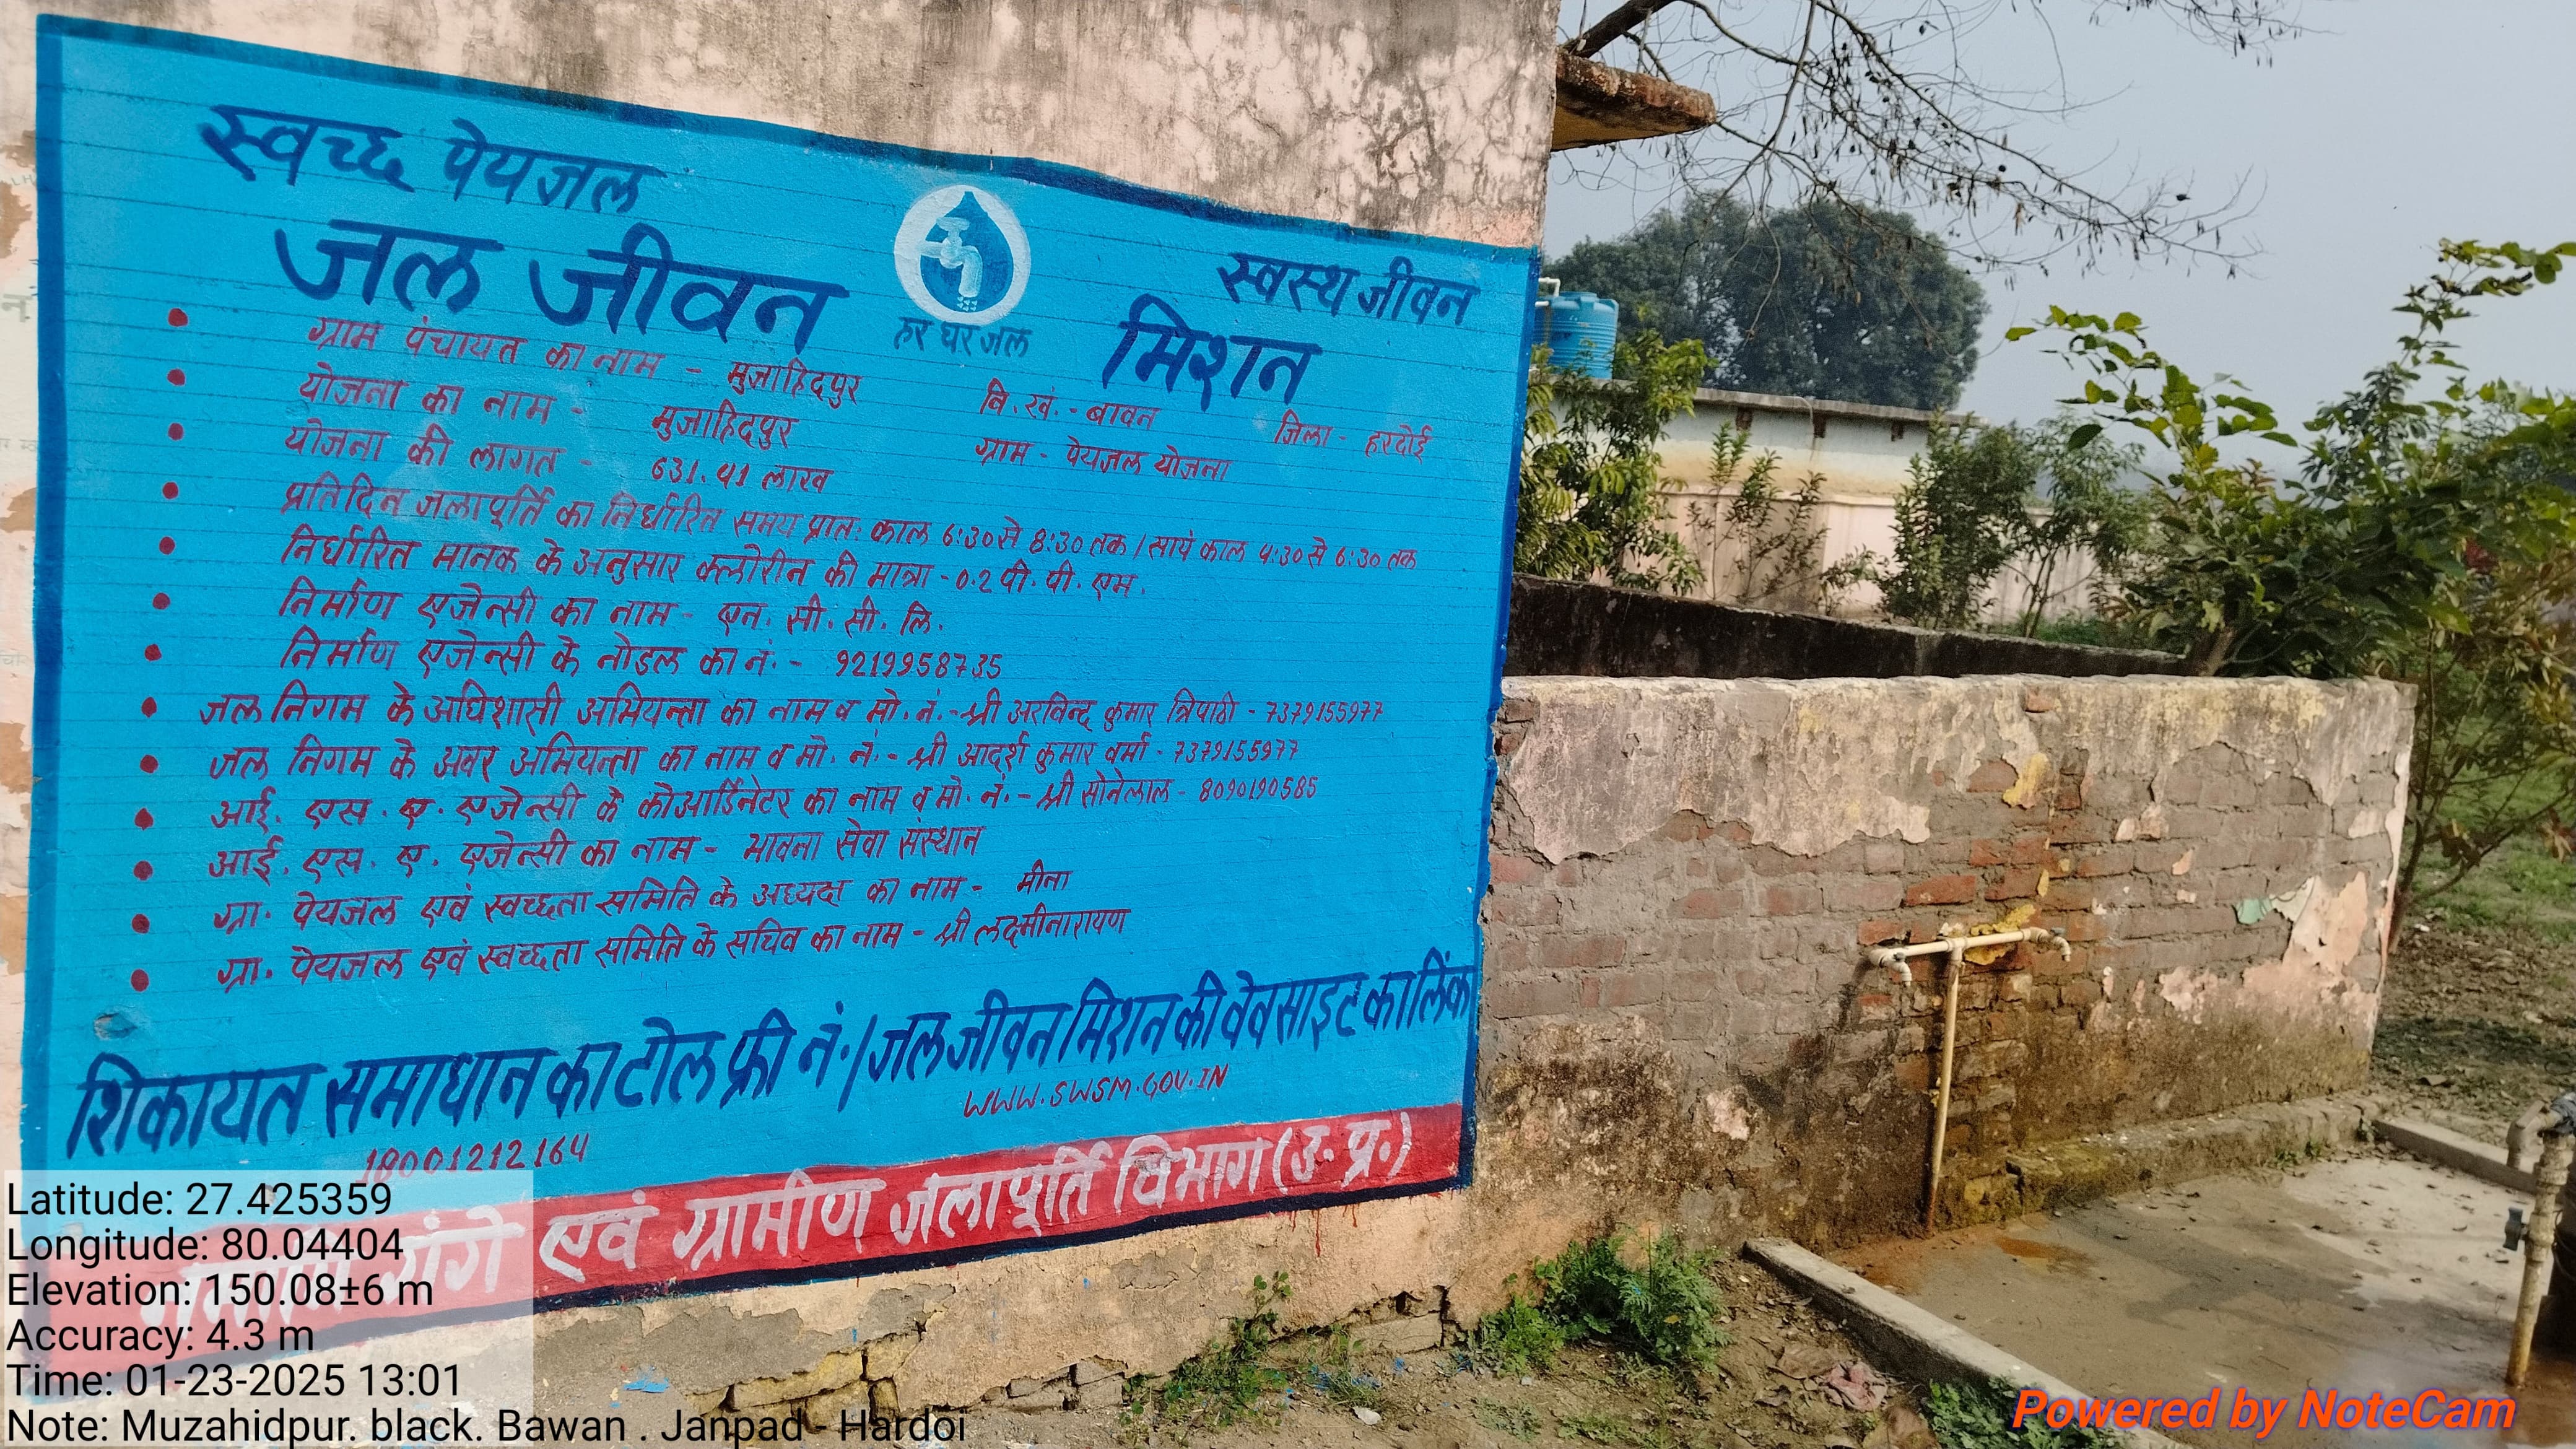 स्वच्छ पेयजल
स्वस्थ जीवन
जल जीवन मिशन
हर घर जल
ग्राम पंचायत का नाम - मुजाहिदपुर वि.खं.- बावन जिला - हरदोई
योजना का नाम - मुजाहिदपुर ग्राम - पेयजल योजना
योजना की लागत - 631.41 लाख
प्रतिदिन जलापूर्ति का निर्धारित समय प्रातः काल 6:30 से 8:30 तक / सायं काल 4:30 से 6:30 तक
निर्धारित मानक के अनुसार क्लोरीन की मात्रा - 0.2 पी. पी. एम.
निर्माण एजेन्सी का नाम - एन. सी. सी. लि.
निर्माण एजेन्सी के नोडल का नं.- 9219958735
जल निगम के अधिशासी अभियन्ता का नाम व मो. नं.- श्री अरविन्द कुमार त्रिपाठी - 7379155977
जल निगम के अवर अभियन्ता का नाम व मो. नं.- श्री आदर्श कुमार वर्मा - 7379155977
आई. एस. ए. एजेन्सी के कोआर्डिनेटर का नाम व मो. नं.- श्री सोनेलाल - 8090190585
आई. एस. ए. एजेन्सी का नाम - भावना सेवा संस्थान
ग्रा. पेयजल एवं स्वच्छता समिति के अध्यक्ष का नाम - मीना
ग्रा. पेयजल एवं स्वच्छता समिति के सचिव का नाम - श्री लक्ष्मीनारायण
शिकायत समाधान का टोल फ्री नं./जल जीवन मिशन की वेबसाइट का लिंक
18001212164 WWW.SWSM.GOV.IN
नमामि गंगे एवं ग्रामीण जलापूर्ति विभाग (उ.प्र.)
Latitude: 27.425359
Longitude: 80.04404
Elevation: 150.08±6 m
Accuracy: 4.3 m
Time: 01-23-2025 13:01
Note: Muzahidpur. black. Bawan . Janpad - Hardoi
Powered by NoteCam